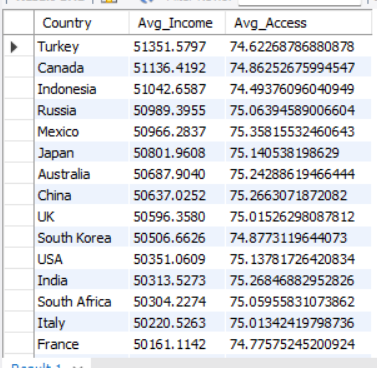 Country Avg_Income Avg_Access
Turkey 51351.5797 74.62268786880878
Canada 51136.4192 74.86252675994547
Indonesia 51042.6587 74.49376096040949
Russia 50989.3955 75.06394589006604
Mexico 50966.2837 75.35815532460643
Japan 50801.9608 75.140538198629
Australia 50687.9040 75.24288619466444
China 50637.0252 75.2663071872082
UK 50596.3580 75.01526298087812
South Korea 50506.6626 74.8773119644073
USA 50351.0609 75.13781726420834
India 50313.5273 75.26846882952826
South Africa 50304.2274 75.05955831073862
Italy 50220.5263 75.01342419798736
France 50161.1142 74.77575245200924